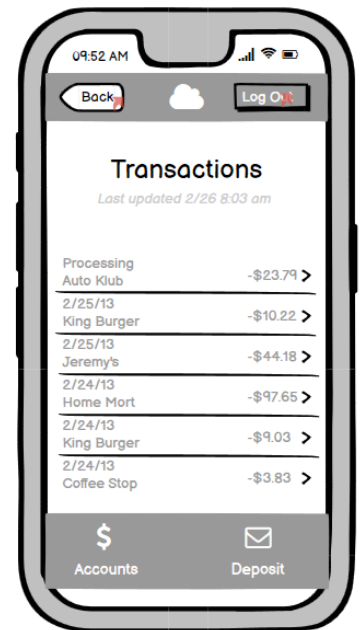 09:52 AM
Back
Log Out
Transactions
Last updated 2/26 8:03 am
Processing
Auto Klub
-$23.79
2/25/13
King Burger
-$10.22
2/25/13
Jeremy's
-$44.18
2/24/13
Home Mort
-$97.65
2/24/13
King Burger
-$9.03
2/24/13
Coffee Stop
-$3.83
$
Accounts
Deposit